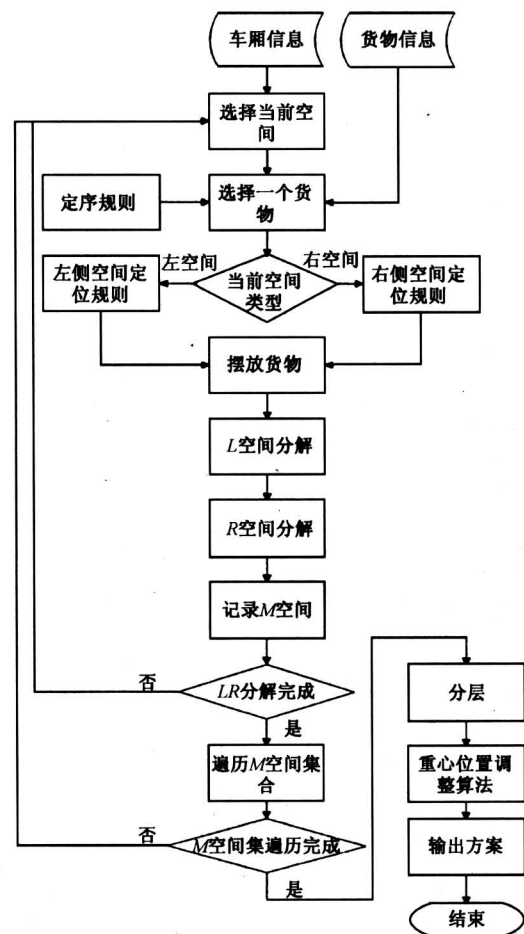 车厢信息
货物信息
选择当前空
间
定序规则
选择一个货
物
左空间
右空间
左侧空间定
位规则
当前空间
类型
右侧空间定
位规则
摆放货物
L空间分解
R空间分解
记录M空间
否
LR分解完成
是
遍历M空间集
合
否
M空间集遍历完成
是
分层
重心位置调
整算法
输出方案
结束